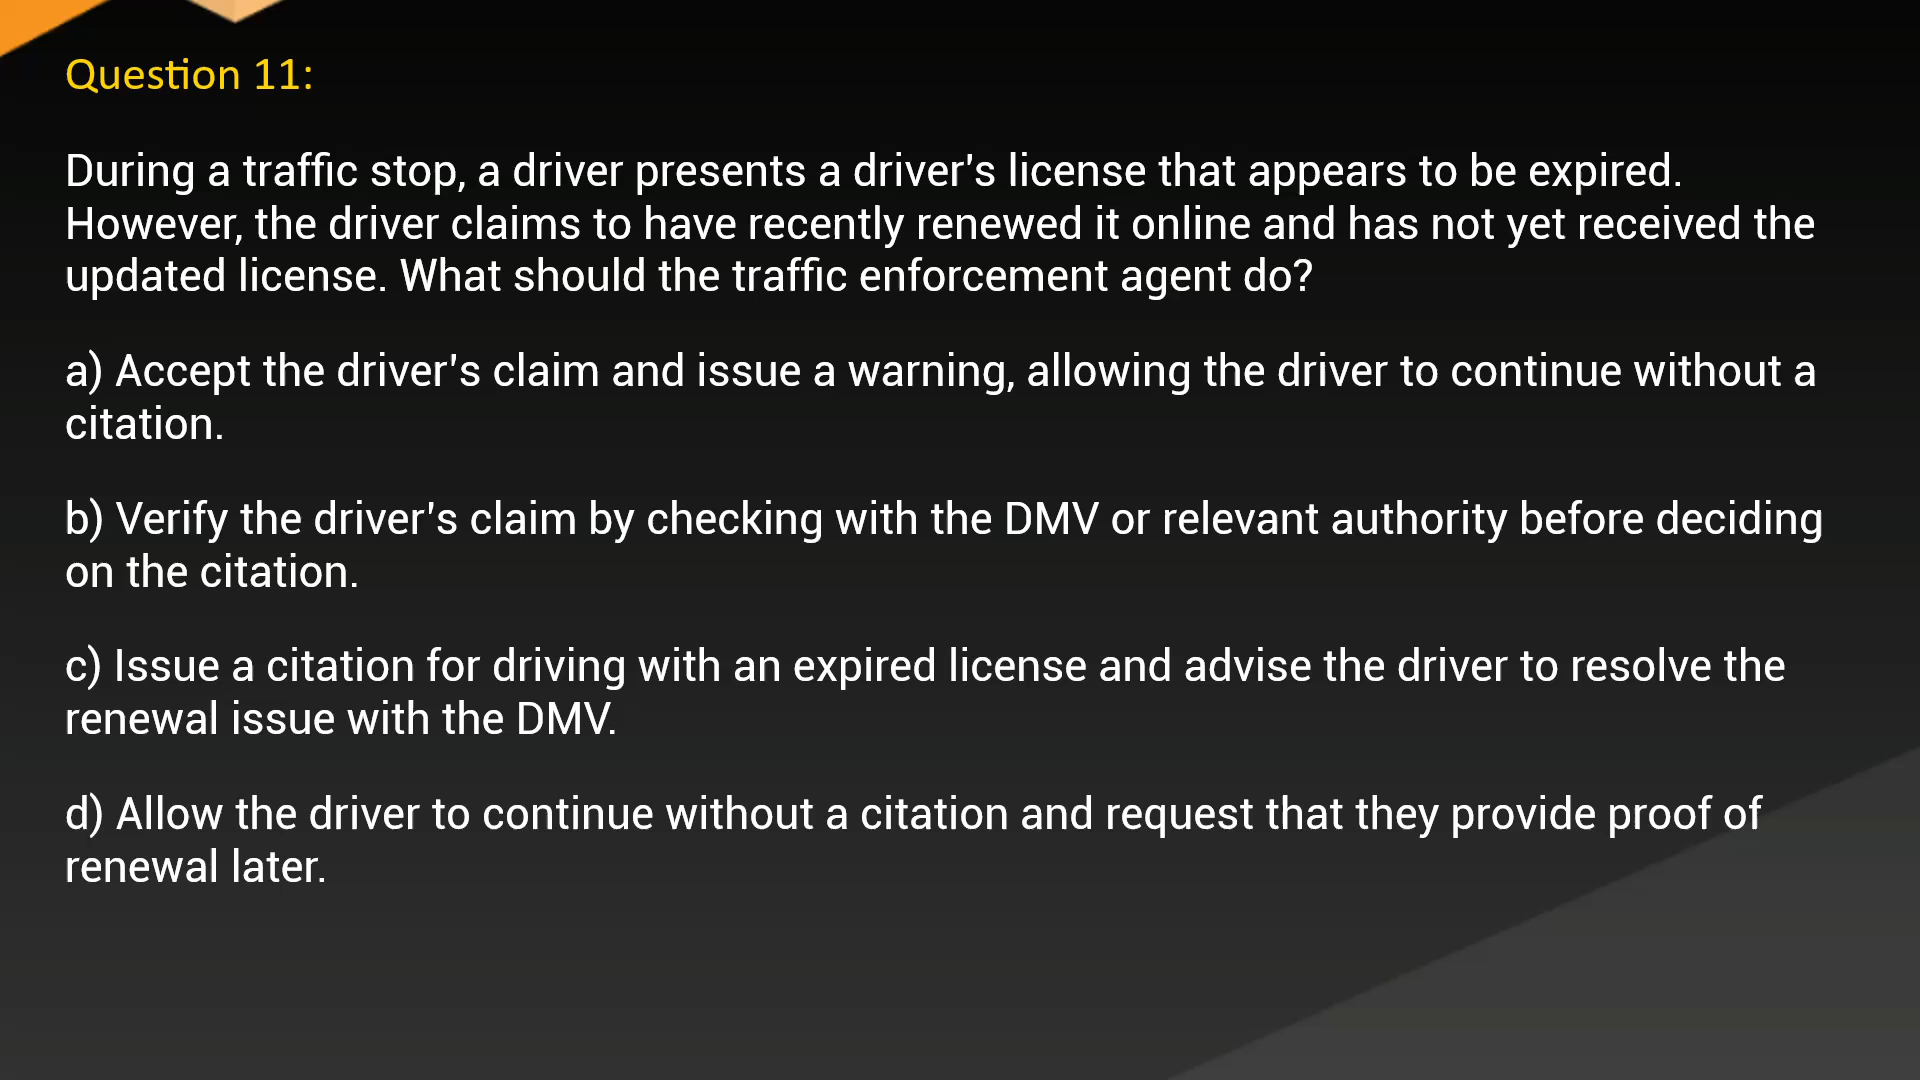 Question 11:
During a traffic stop, a driver presents a driver's license that appears to be expired.
However, the driver claims to have recently renewed it online and has not yet received the
updated license. What should the traffic enforcement agent do?
a) Accept the driver's claim and issue a warning, allowing the driver to continue without a
citation.
b) Verify the driver's claim by checking with the DMV or relevant authority before deciding
on the citation.
c) Issue a citation for driving with an expired license and advise the driver to resolve the
renewal issue with the DMV.
d) Allow the driver to continue without a citation and request that they provide proof of
renewal later.